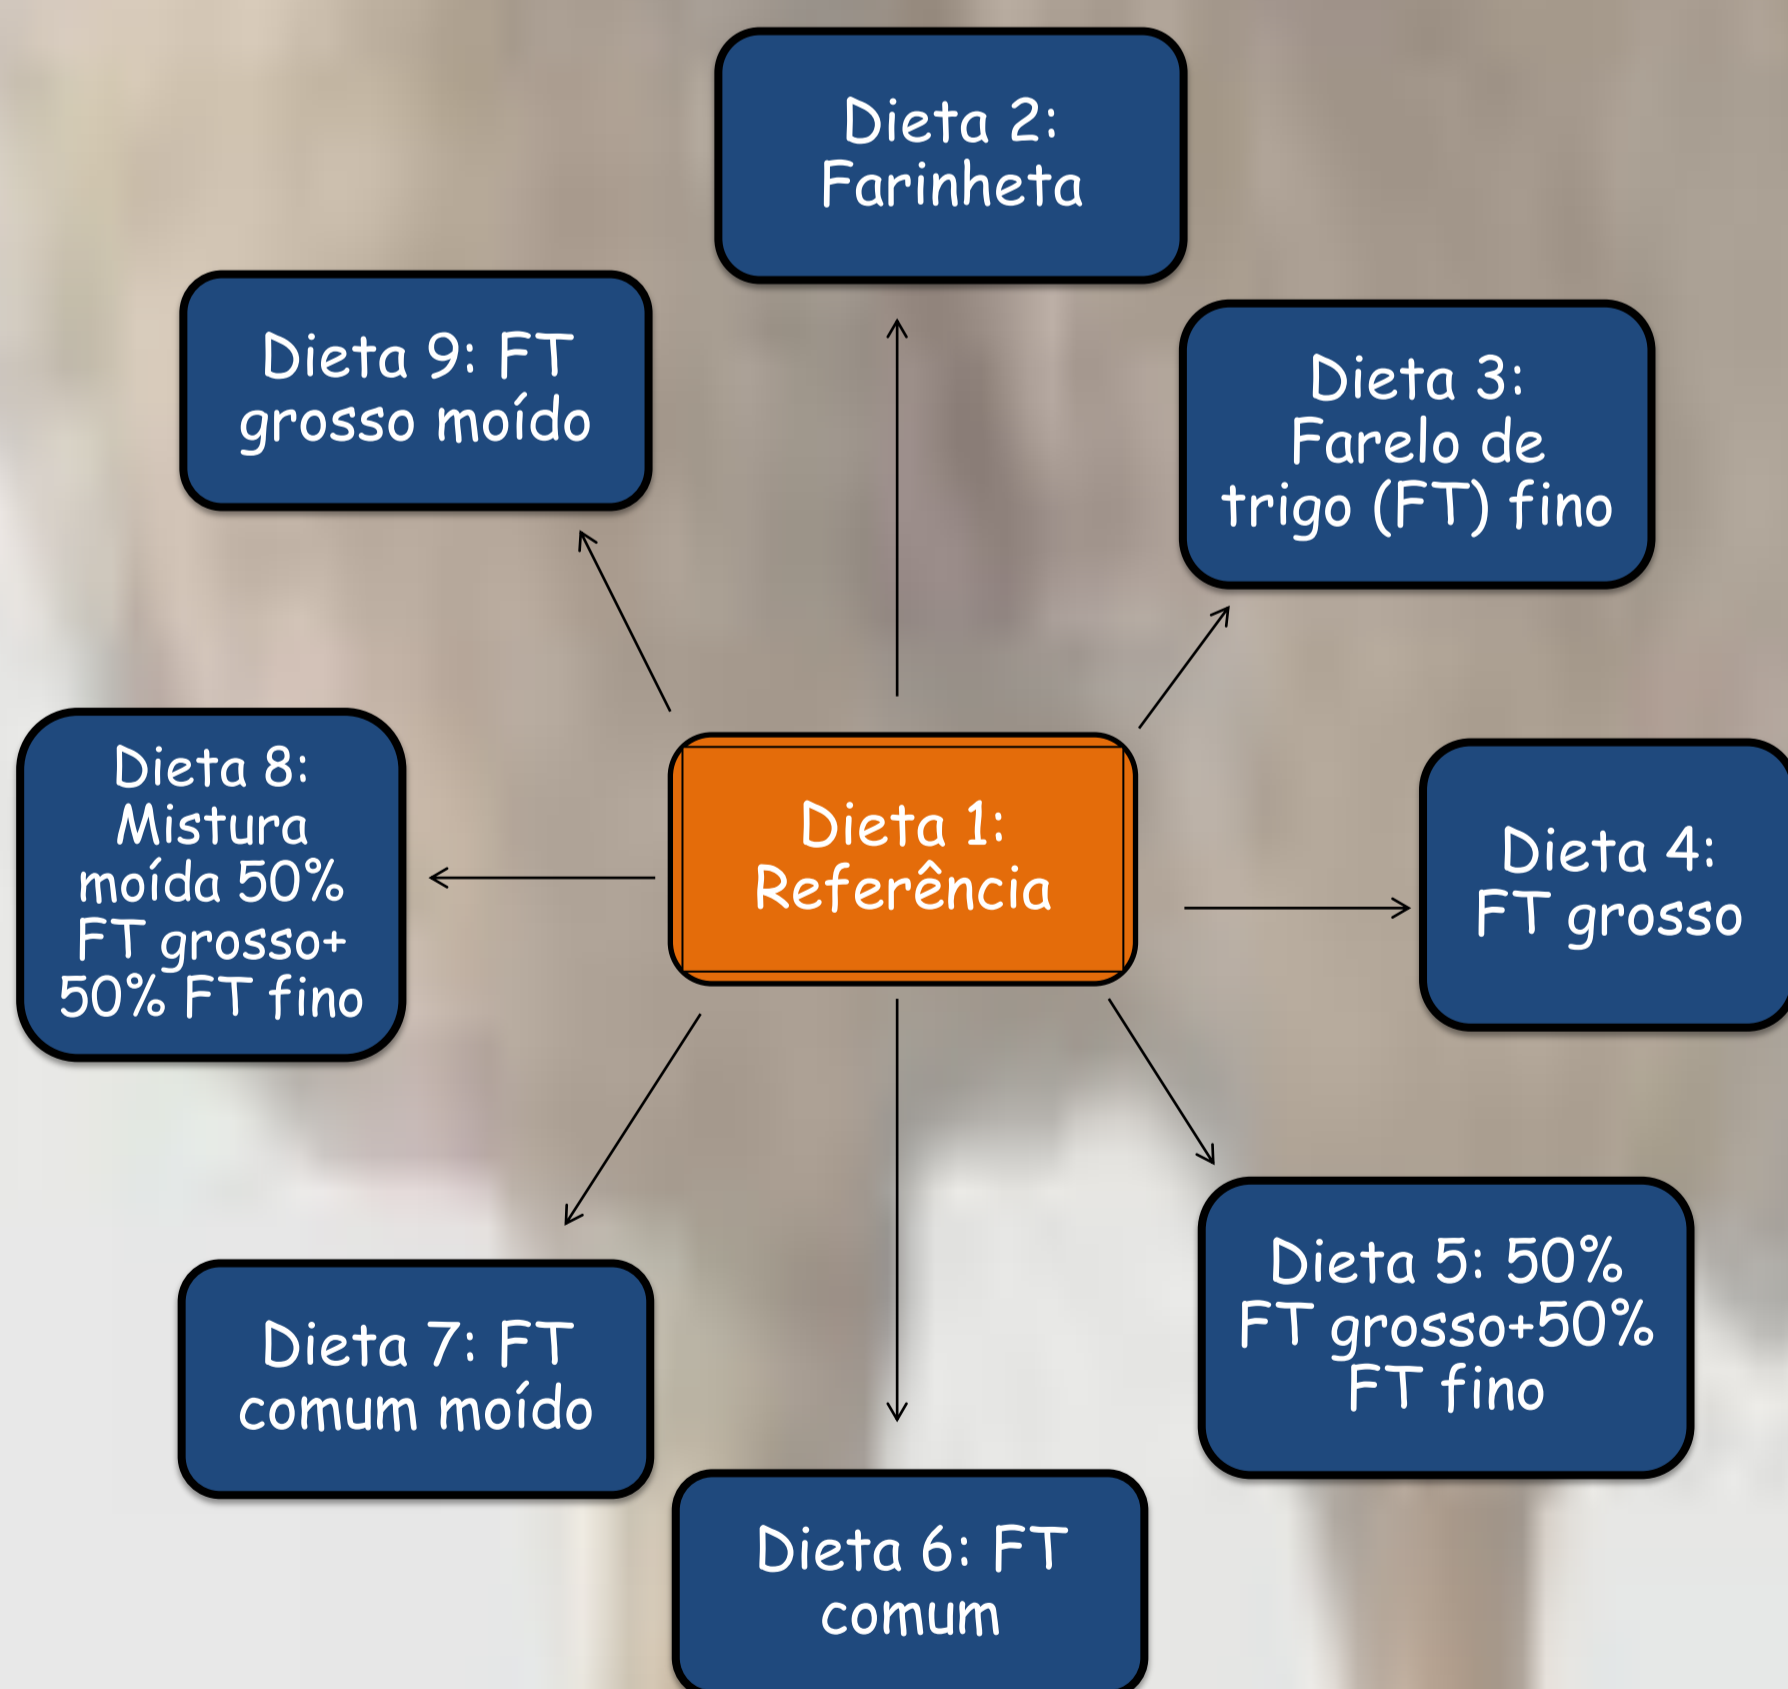 Dieta 2:
Farinheta
Dieta 9: FT
grosso moído
Dieta 3:
Farelo de
trigo (FT) fino
Dieta 8:
Mistura
moída 50%
FT grosso+
50% FT fino
Dieta 1:
Referência
Dieta 4:
FT grosso
Dieta 5: 50%
FT grosso+50%
FT fino
Dieta 7: FT
comum moído
Dieta 6: FT
comum